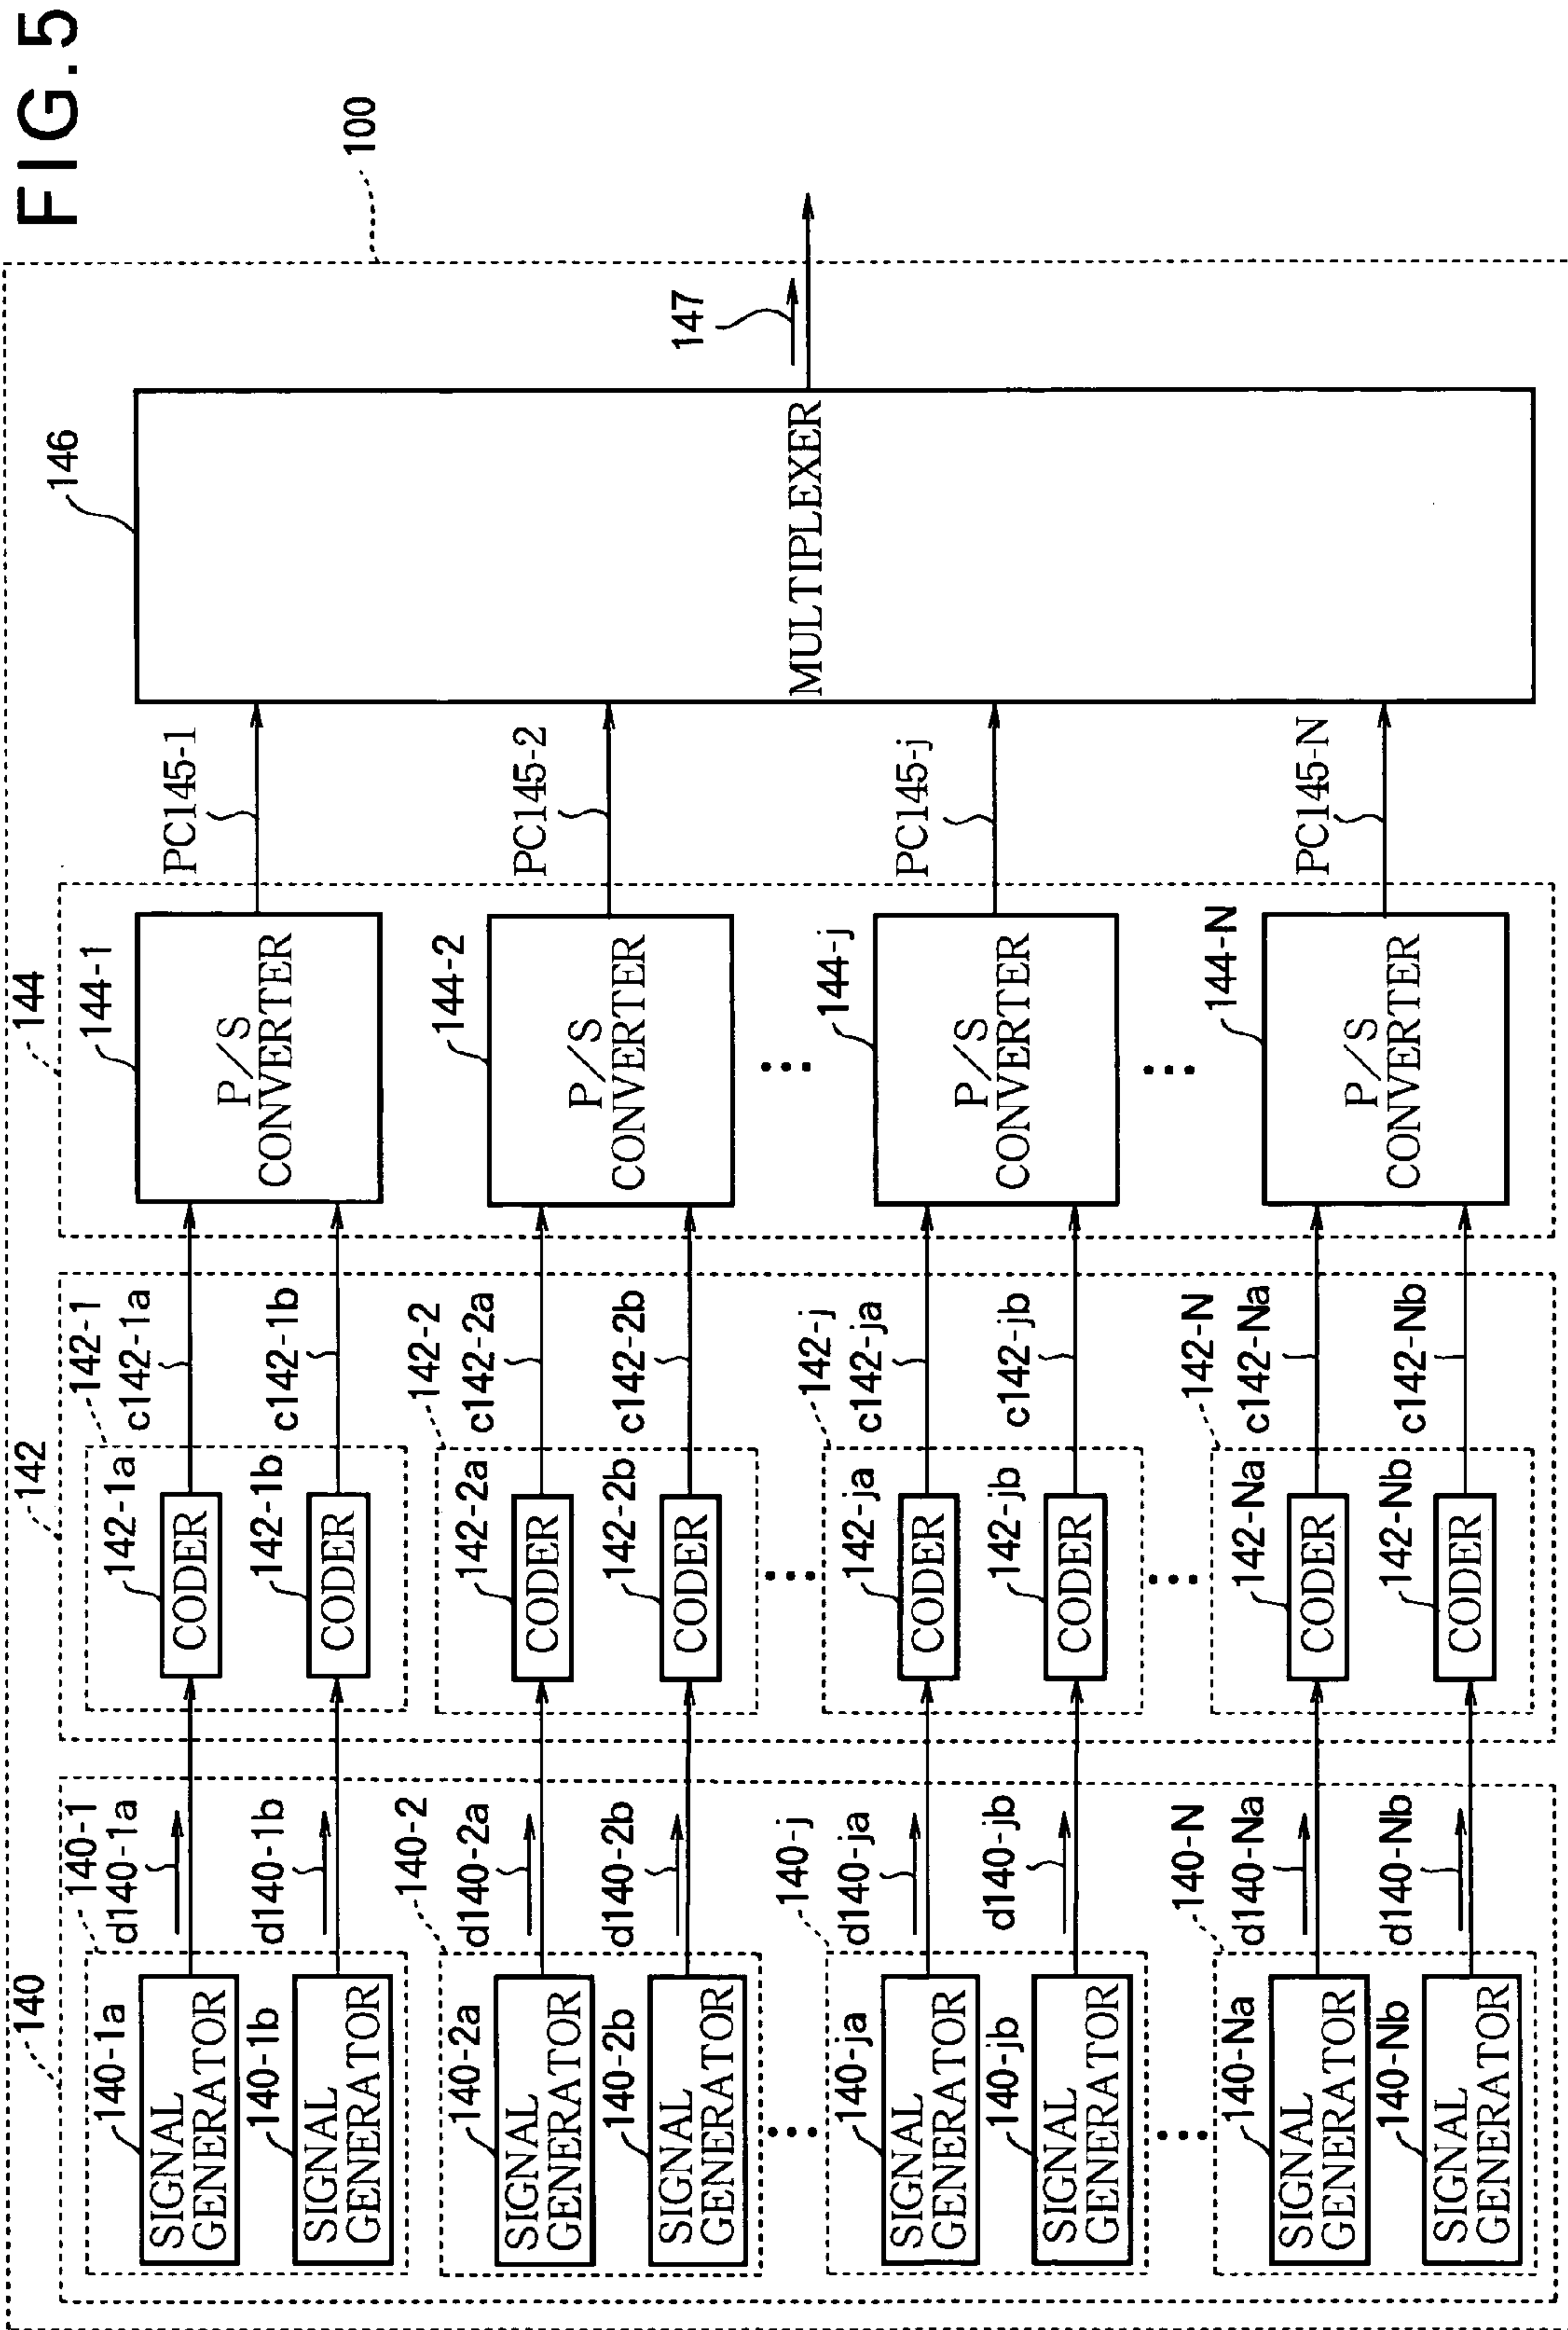 FIG.5
100
140
140-1
140-1a
SIGNAL
GENERATOR
d140-1a
140-1b
SIGNAL
GENERATOR
d140-1b
140-2
140-2a
SIGNAL
GENERATOR
d140-2a
140-2b
SIGNAL
GENERATOR
d140-2b
140-j
140-ja
SIGNAL
GENERATOR
d140-ja
140-jb
SIGNAL
GENERATOR
d140-jb
140-N
140-Na
SIGNAL
GENERATOR
d140-Na
140-Nb
SIGNAL
GENERATOR
d140-Nb
142
142-1
142-1a
CODER
c142-1a
142-1b
CODER
c142-1b
142-2
142-2a
CODER
c142-2a
142-2b
CODER
c142-2b
142-j
142-ja
CODER
c142-ja
142-jb
CODER
c142-jb
142-N
142-Na
CODER
c142-Na
142-Nb
CODER
c142-Nb
144
144-1
P/S
CONVERTER
PC145-1
144-2
P/S
CONVERTER
PC145-2
144-j
P/S
CONVERTER
PC145-j
144-N
P/S
CONVERTER
PC145-N
146
MULTIPLEXER
147